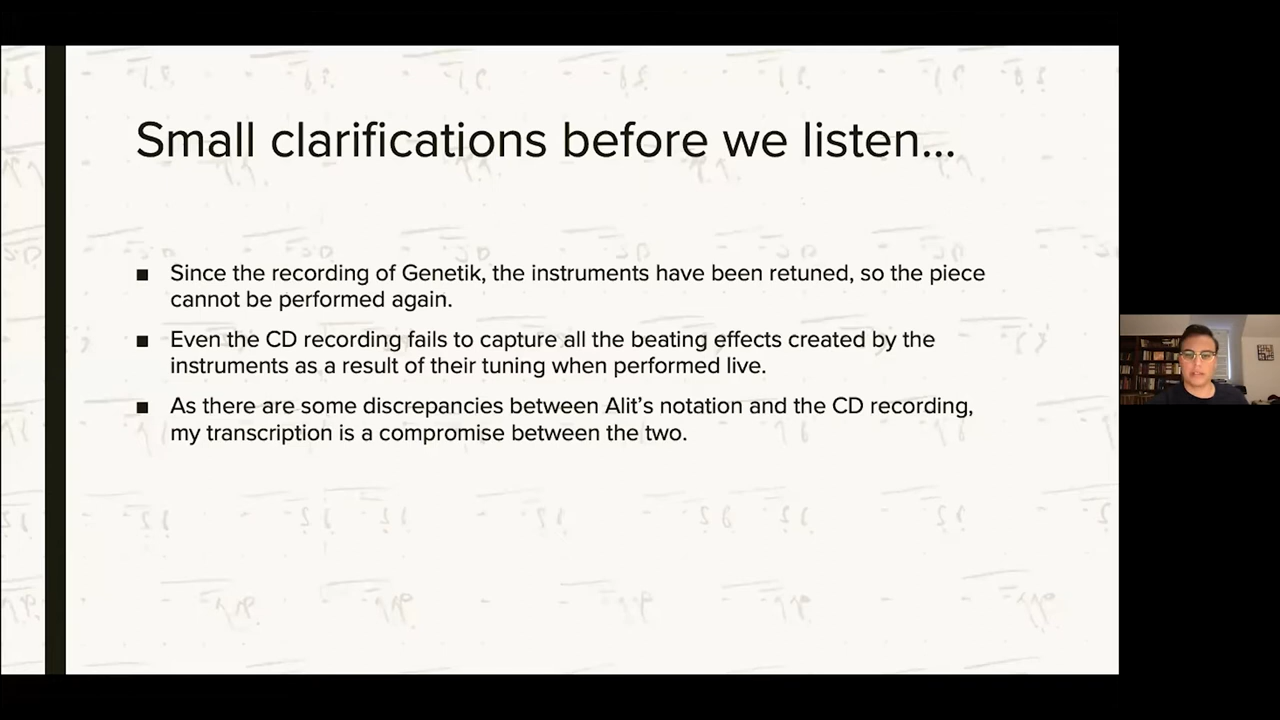 Small clarifications before we listen...
■ Since the recording of Genetik, the instruments have been retuned, so the piece
cannot be performed again.
■ Even the CD recording fails to capture all the beating effects created by the
instruments as a result of their tuning when performed live.
■ As there are some discrepancies between Alit’s notation and the CD recording,
my transcription is a compromise between the two.